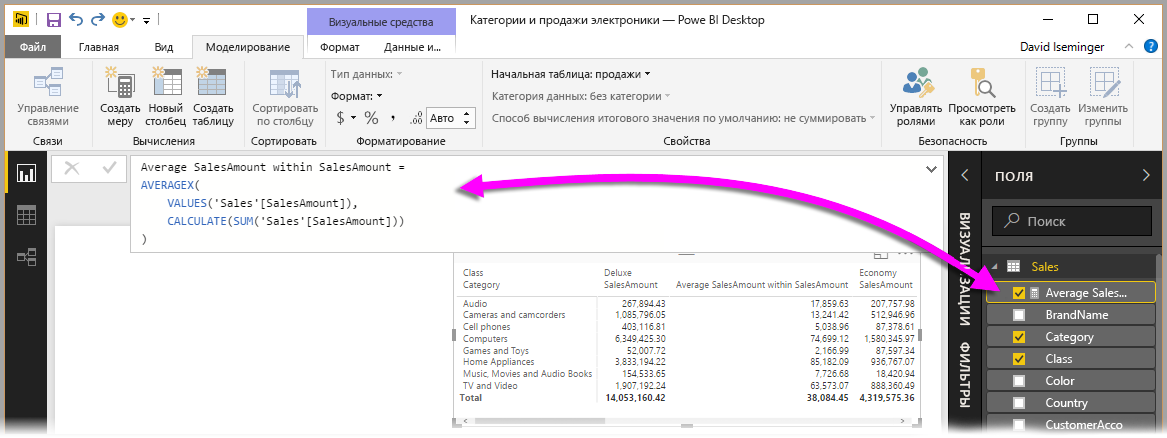 Визуальные средства
Категории и продажи электроники — Powe BI Desktop
Файл Главная Вид Моделирование Формат Данные и... David Iseminger
Управление связями
Связи
Создать меру
Новый столбец
Создать таблицу
Вычисления
Сортировать по столбцу
Сортировать
Тип данных:
Формат:
$ % , .00 Авто
Форматирование
Начальная таблица: продажи
Категория данных: без категории
Способ вычисления итогового значения по умолчанию: не суммировать
Свойства
Управлять ролями
Просмотреть как роли
Безопасность
Создать группу
Изменить группы
Группы
Average SalesAmount within SalesAmount =
AVERAGEX(
VALUES('Sales'[SalesAmount]),
CALCULATE(SUM('Sales'[SalesAmount]))
)
Class Deluxe Economy
Category SalesAmount Average SalesAmount within SalesAmount SalesAmount
Audio 267,894.43 17,859.63 207,757.98
Cameras and camcorders 1,085,796.05 13,241.42 512,946.96
Cell phones 403,116.81 5,038.96 87,378.61
Computers 6,349,425.30 74,699.12 1,580,345.97
Games and Toys 52,007.72 2,166.99 87,597.34
Home Appliances 3,833,194.22 85,182.09 936,767.07
Music, Movies and Audio Books 154,533.65 7,726.68 18,420.94
TV and Video 1,907,192.24 63,573.07 888,360.49
Total 14,053,160.42 38,084.45 4,319,575.36
ВИЗУАЛИЗАЦИИ
ФИЛЬТРЫ
ПОЛЯ
Поиск
Sales
Average Sales...
BrandName
Category
Class
Color
Country
CustomerAcco